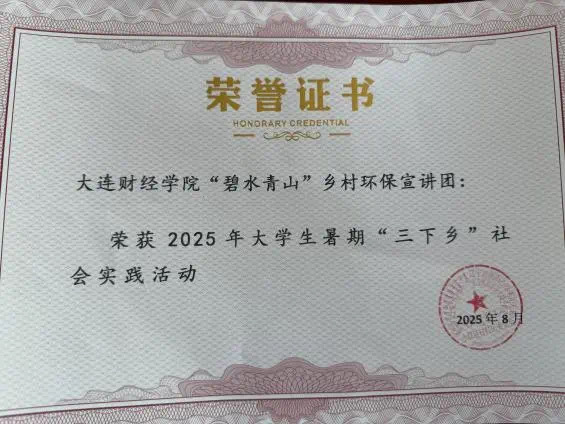 荣誉证书
HONORARY CREDENTIAL
大连财经学院“碧水青山”乡村环保宣讲团：
荣获 2025 年大学生暑期“三下乡”社
会实践活动
2025 年 8 月